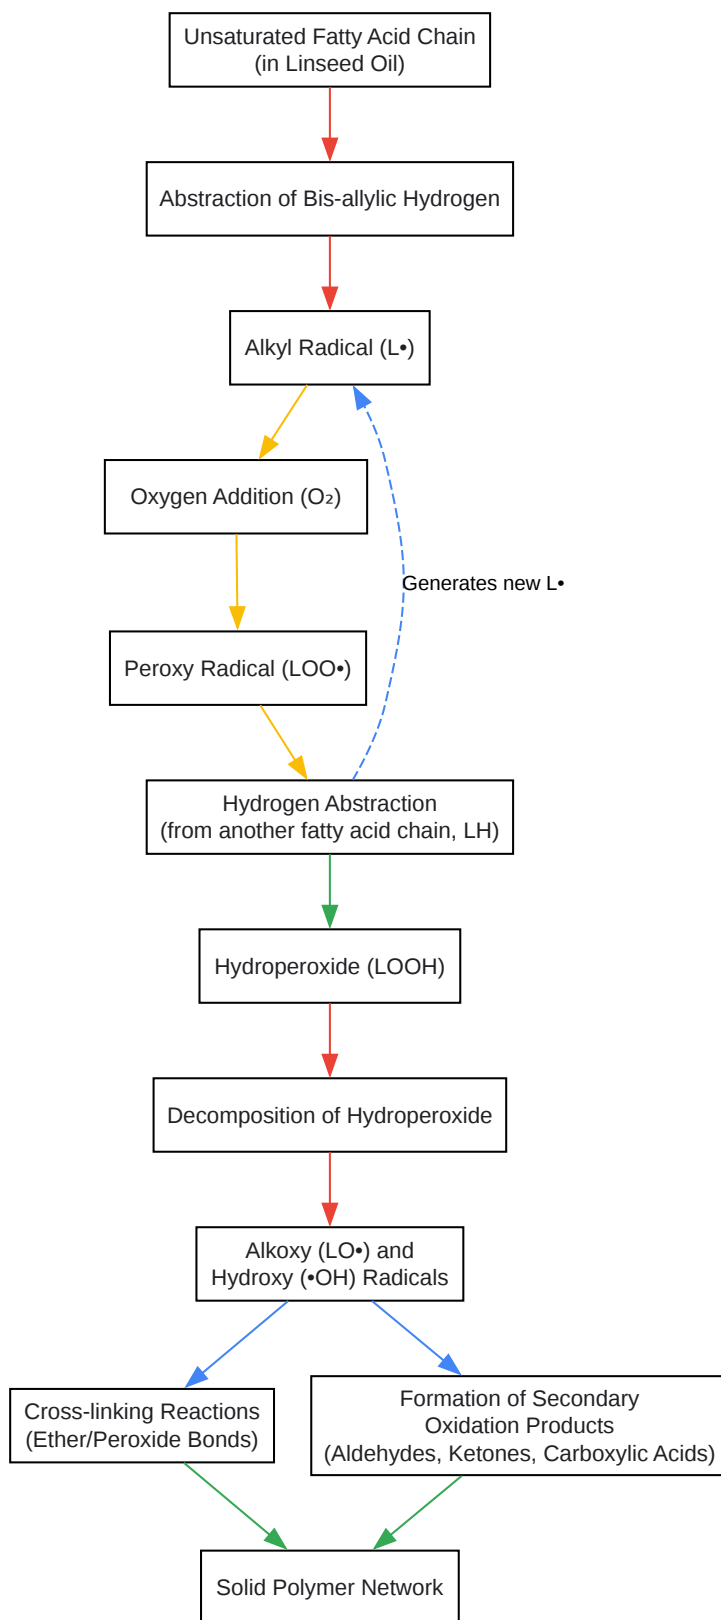 Unsaturated Fatty Acid Chain
(in Linseed Oil)
Abstraction of Bis-allylic Hydrogen
Alkyl Radical (L•)
Oxygen Addition (O₂)
Generates new L•
Peroxy Radical (LOO•)
Hydrogen Abstraction
(from another fatty acid chain, LH)
Hydroperoxide (LOOH)
Decomposition of Hydroperoxide
Alkoxy (LO•) and
Hydroxy (•OH) Radicals
Cross-linking Reactions
(Ether/Peroxide Bonds)
Formation of Secondary
Oxidation Products
(Aldehydes, Ketones, Carboxylic Acids)
Solid Polymer Network